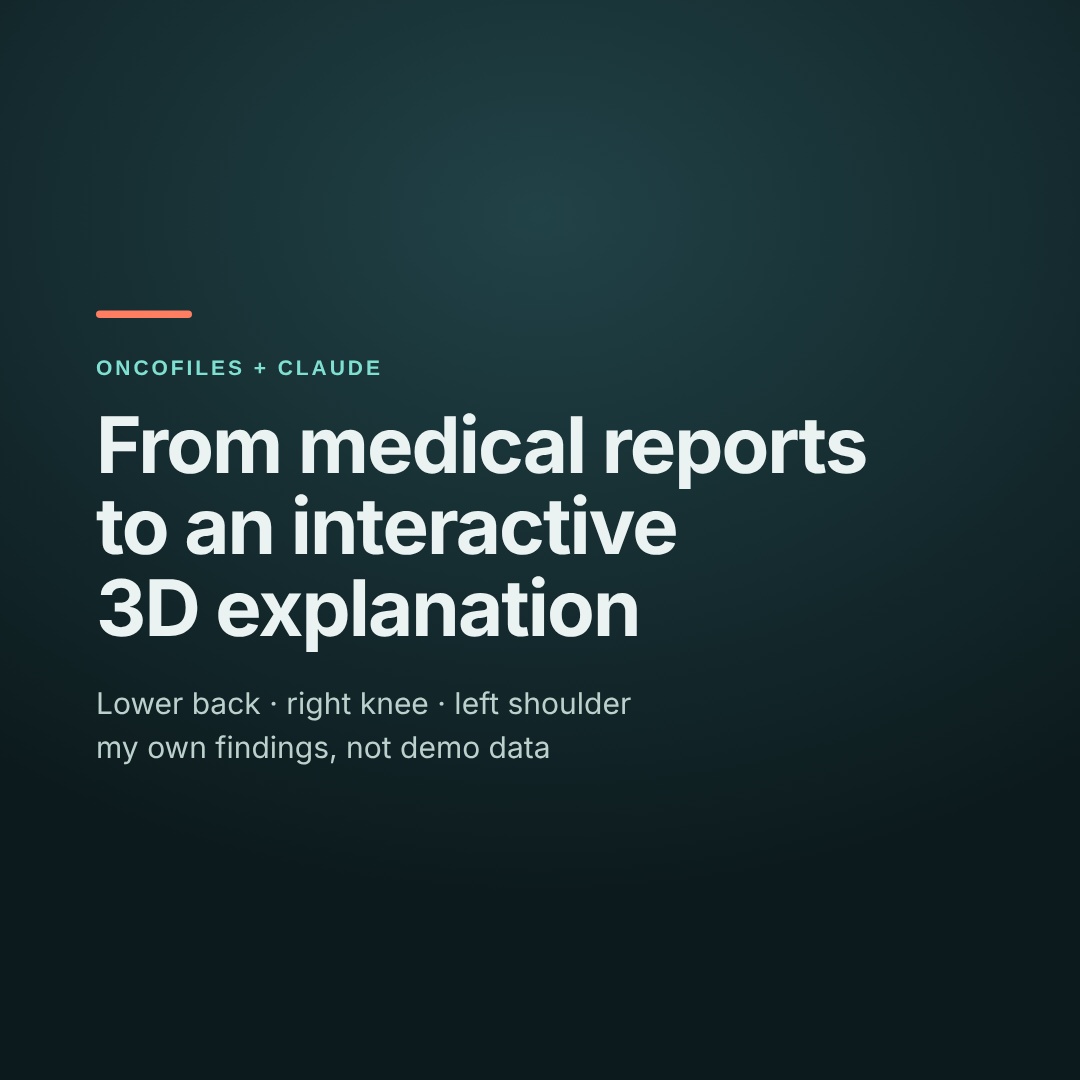 ONCOFILES + CLAUDE
From medical reports
to an interactive
3D explanation
Lower back · right knee · left shoulder
my own findings, not demo data